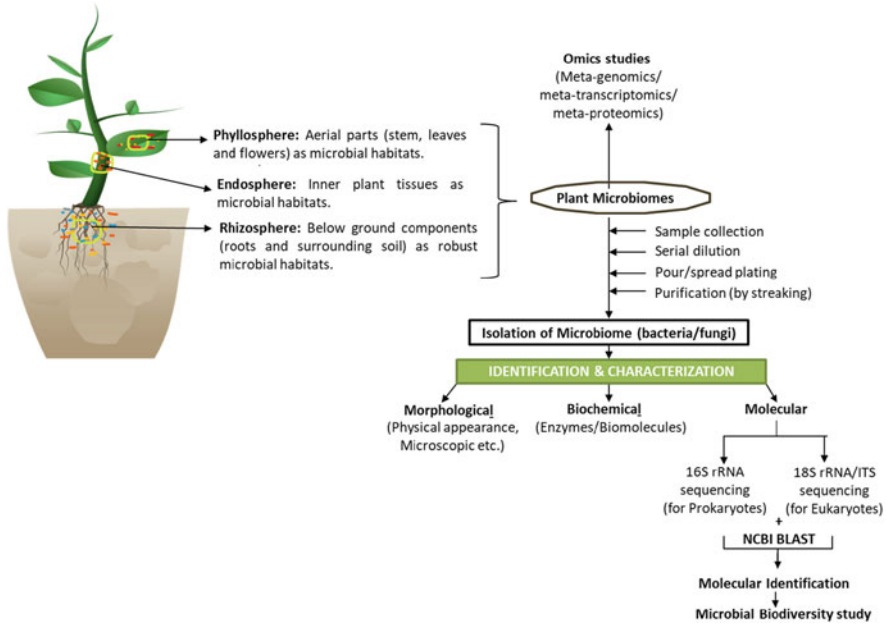 Omics studies
(Meta-genomics/
meta-transcriptomics/
meta-proteomics)
Phyllosphere: Aerial parts (stem, leaves
and flowers) as microbial habitats.
Endosphere: Inner plant tissues as
microbial habitats.
Rhizosphere: Below ground components
(roots and surrounding soil) as robust
microbial habitats.
Plant Microbiomes
Sample collection
Serial dilution
Pour/spread plating
Purification (by streaking)
Isolation of Microbiome (bacteria/fungi)
IDENTIFICATION & CHARACTERIZATION
Morphological
(Physical appearance,
Microscopic etc.)
Biochemical
(Enzymes/Biomolecules)
Molecular
16S rRNA
sequencing
(for Prokaryotes)
18S rRNA/ITS
sequencing
(for Eukaryotes)
+
NCBI BLAST
Molecular Identification
Microbial Biodiversity study